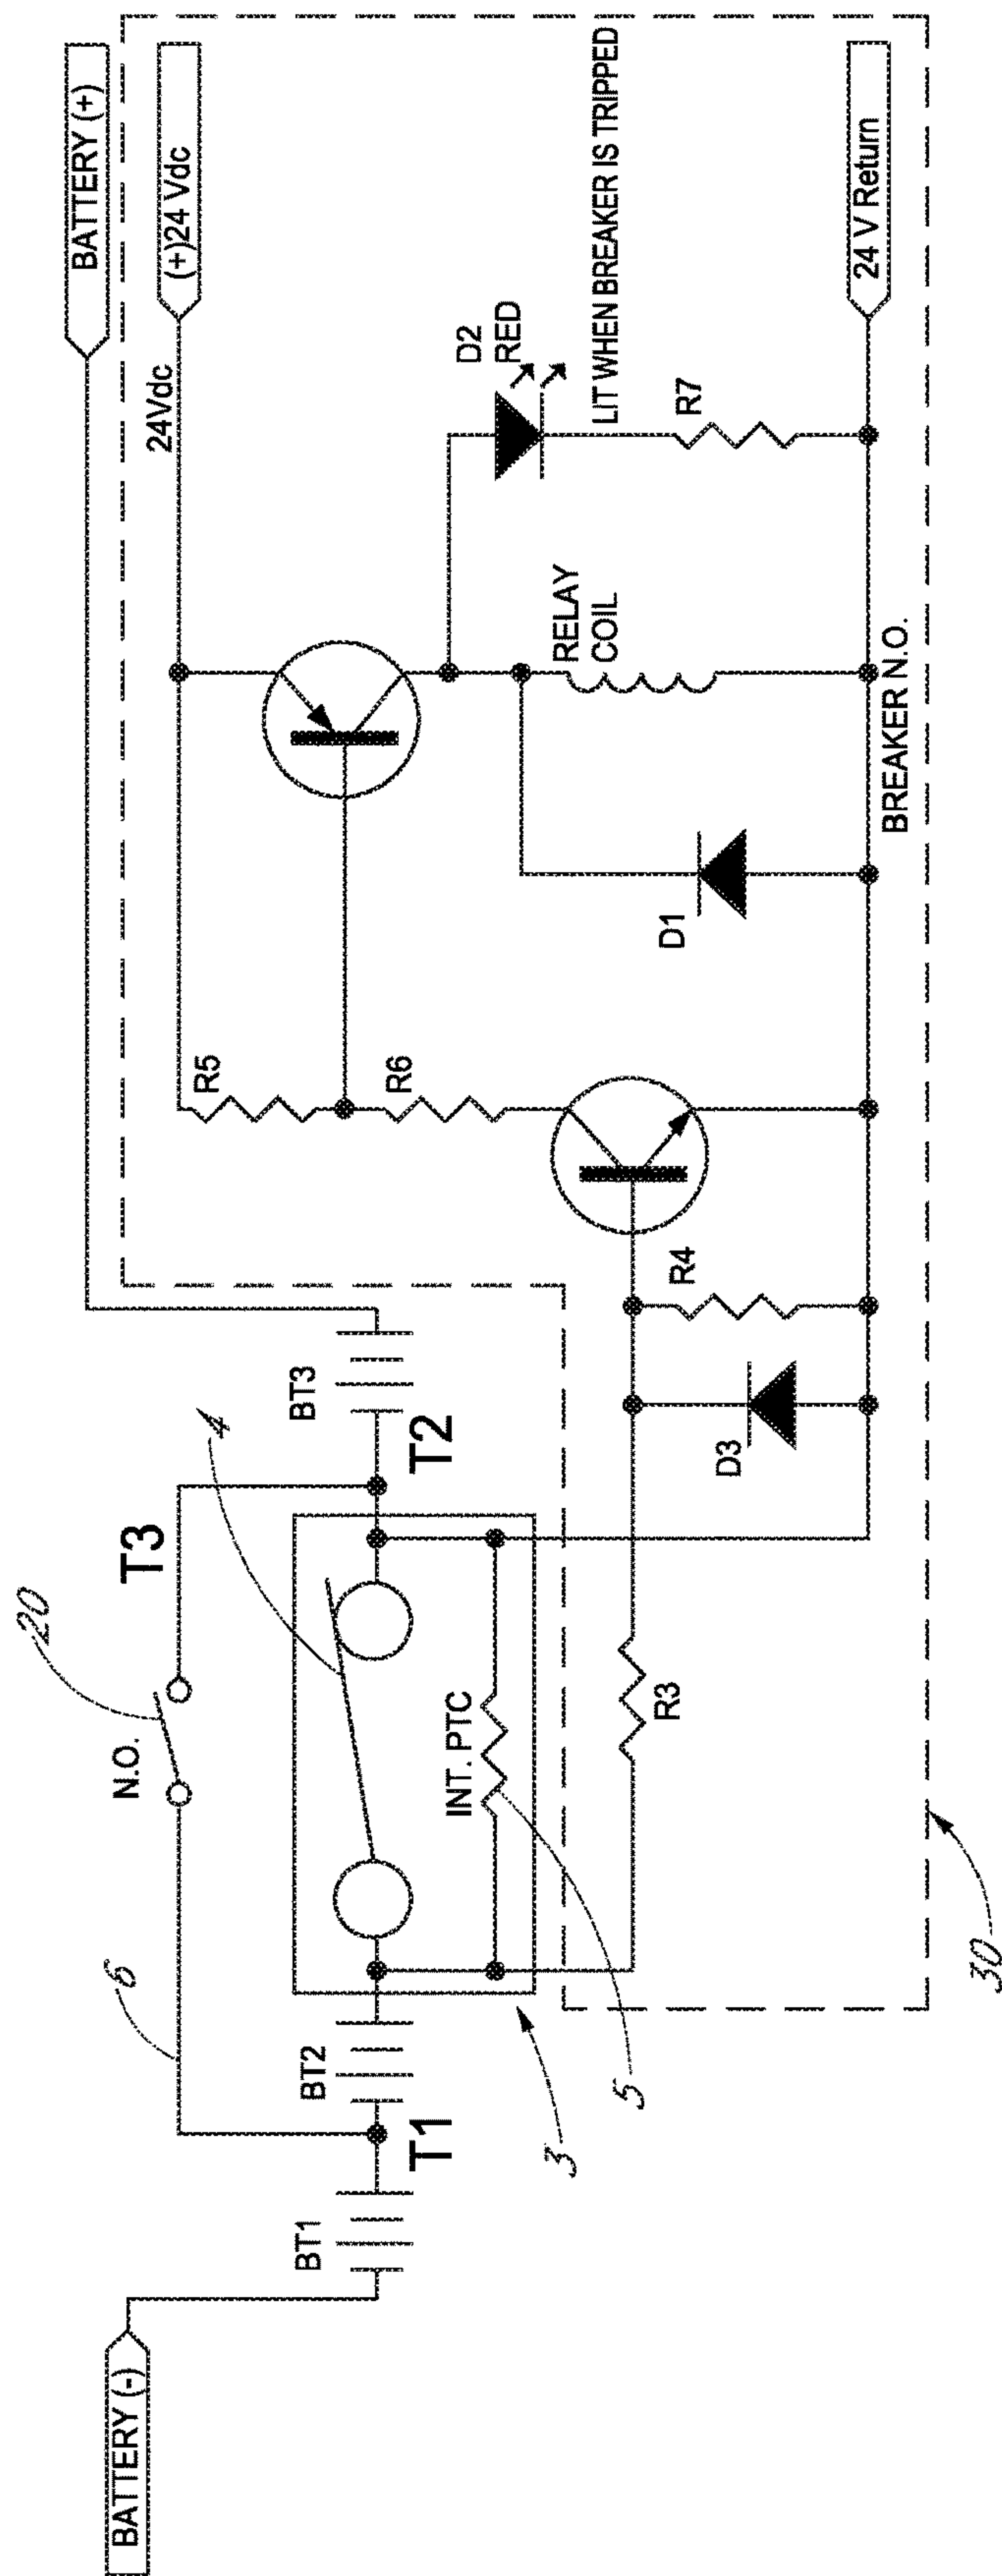 BATTERY (+)
(+)24 Vdc
24Vdc
D2
RED
LIT WHEN BREAKER IS TRIPPED
R7
24 V Return
RELAY
COIL
BREAKER N.O.
D1
R5
R6
R4
D3
BT3
T2
4
T3
20
N.O.
INT. PTC
R3
30
6
BT2
5
3
T1
BT1
BATTERY (-)